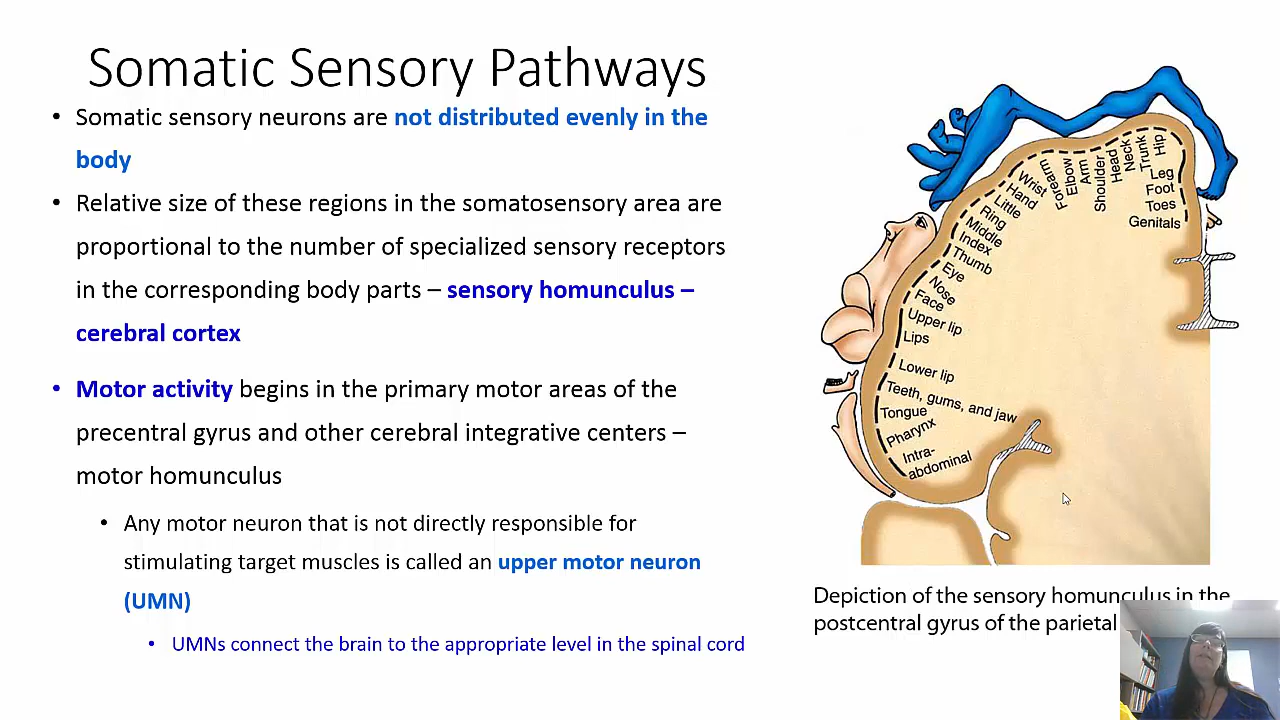 Somatic Sensory Pathways
• Somatic sensory neurons are not distributed evenly in the
body
• Relative size of these regions in the somatosensory area are
proportional to the number of specialized sensory receptors
in the corresponding body parts – sensory homunculus –
cerebral cortex
• Motor activity begins in the primary motor areas of the
precentral gyrus and other cerebral integrative centers –
motor homunculus
• Any motor neuron that is not directly responsible for
stimulating target muscles is called an upper motor neuron
(UMN)
• UMNs connect the brain to the appropriate level in the spinal cord
Genitals
Toes
Foot
Leg
Hip
Trunk
Neck
Head
Shoulder
Arm
Elbow
Forearm
Wrist
Hand
Little
Ring
Middle
Index
Thumb
Eye
Nose
Face
Upper lip
Lips
Lower lip
Teeth, gums, and jaw
Tongue
Pharynx
Intra-
abdominal
Depiction of the sensory homunculus in the
postcentral gyrus of the parietal